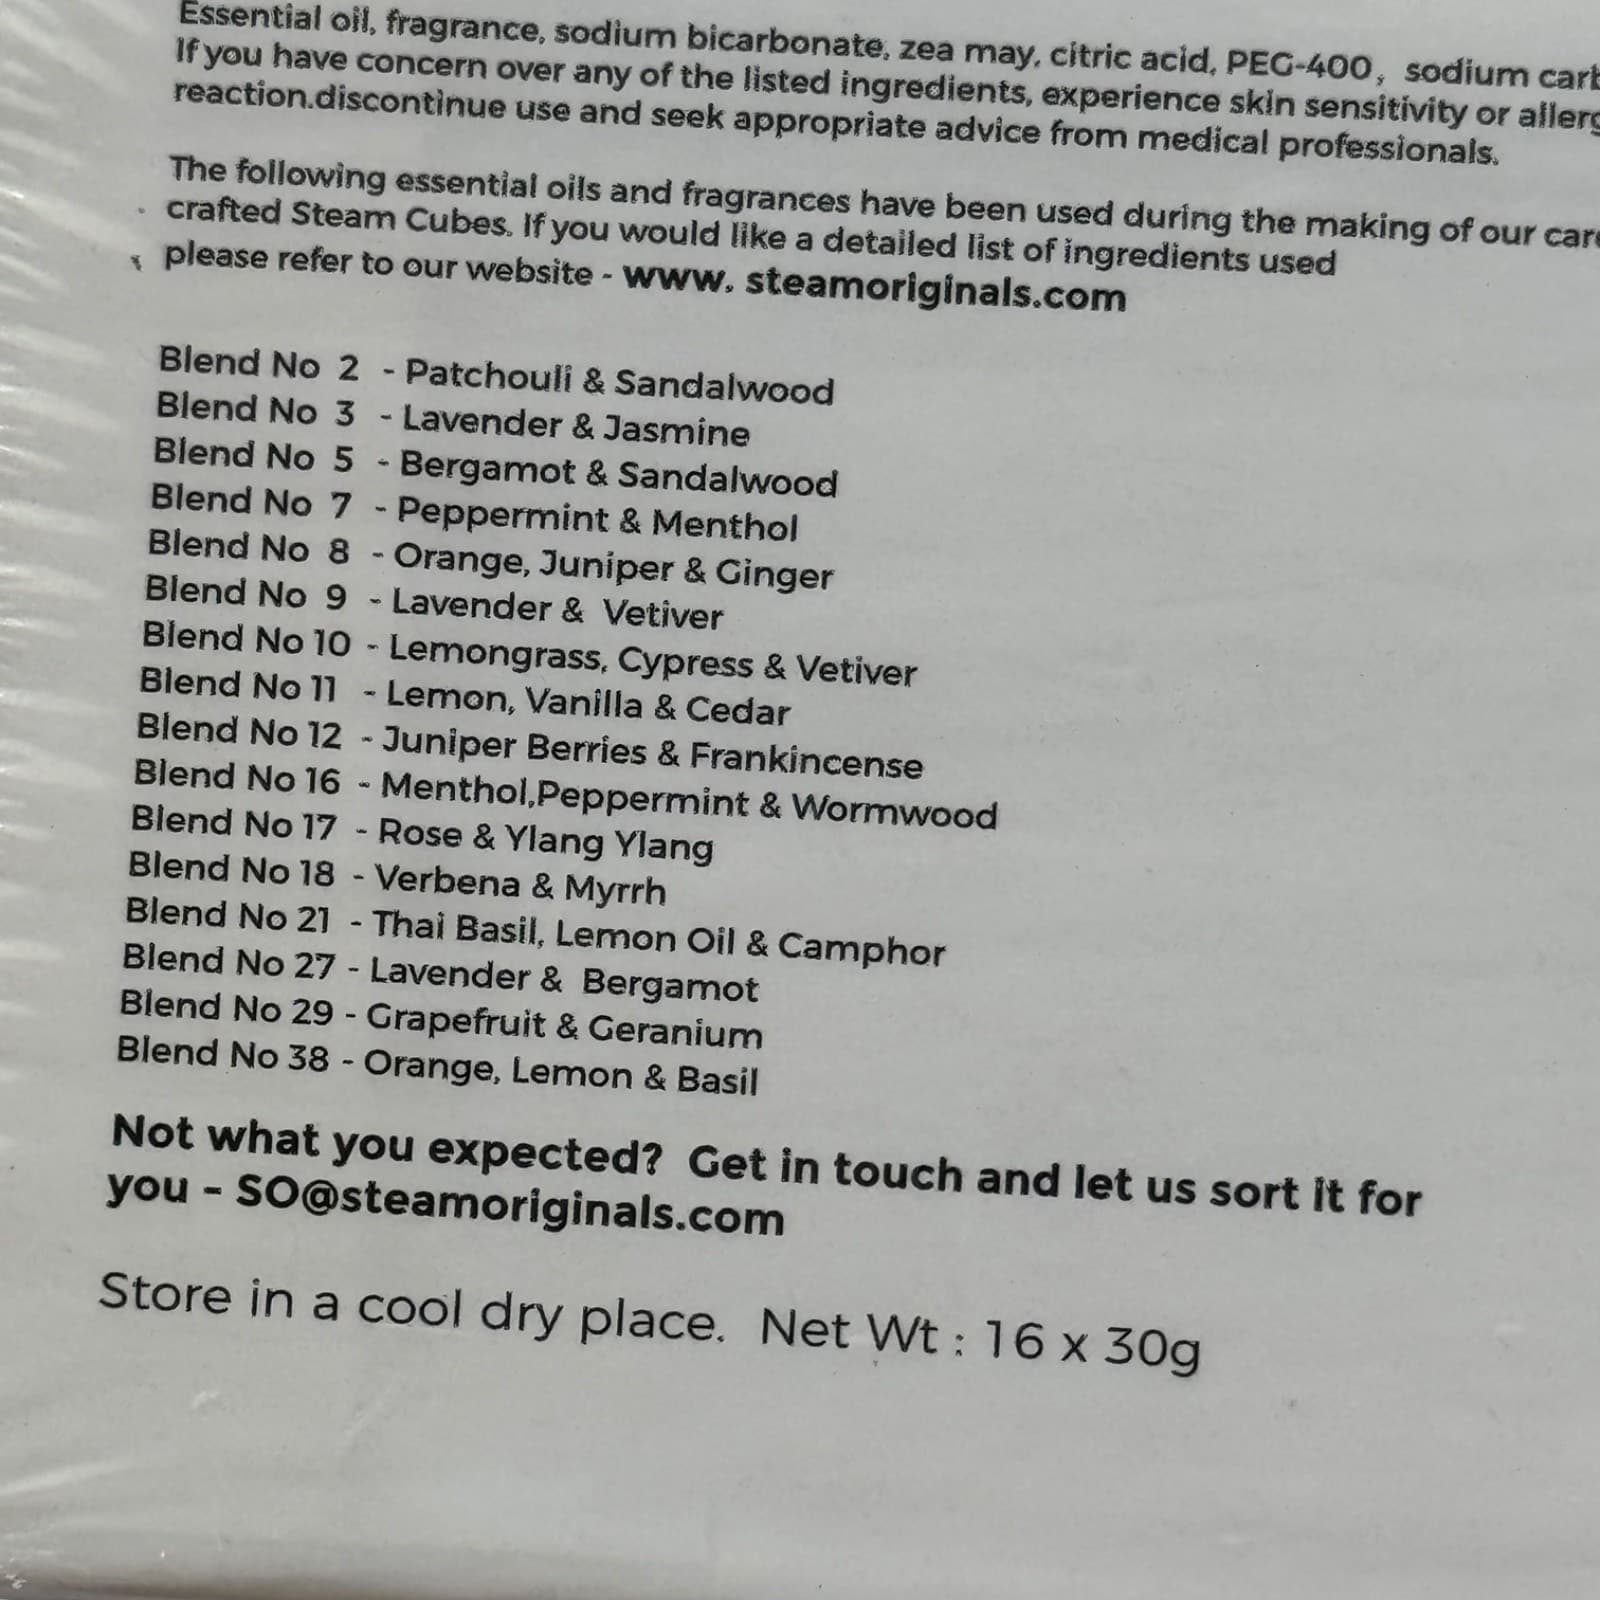 Essential oil, fragrance, sodium bicarbonate, zea may, citric acid, PEG-400, sodium
If you have concern over any of the listed ingredients, experience skin sensitivity or
reaction.discontinue use and seek appropriate advice from medical professionals.
The following essential oils and fragrances have been used during the making of our
crafted Steam Cubes. If you would like a detailed list of ingredients used
please refer to our website - www. steamoriginals.com
Blend No 2 - Patchouli & Sandalwood
Blend No 3 - Lavender & Jasmine
Blend No 5 - Bergamot & Sandalwood
Blend No 7 - Peppermint & Menthol
Blend No 8 - Orange, Juniper & Ginger
Blend No 9 - Lavender & Vetiver
Blend No 10 - Lemongrass, Cypress & Vetiver
Blend No 11 - Lemon, Vanilla & Cedar
Blend No 12 - Juniper Berries & Frankincense
Blend No 16 - Menthol,Peppermint & Wormwood
Blend No 17 - Rose & Ylang Ylang
Blend No 18 - Verbena & Myrrh
Blend No 21 - Thai Basil, Lemon Oil & Camphor
Blend No 27 - Lavender & Bergamot
Blend No 29 - Grapefruit & Geranium
Blend No 38 - Orange, Lemon & Basil
Not what you expected? Get in touch and let us sort it for
you - SO@steamoriginals.com
Store in a cool dry place. Net Wt : 16 x 30g